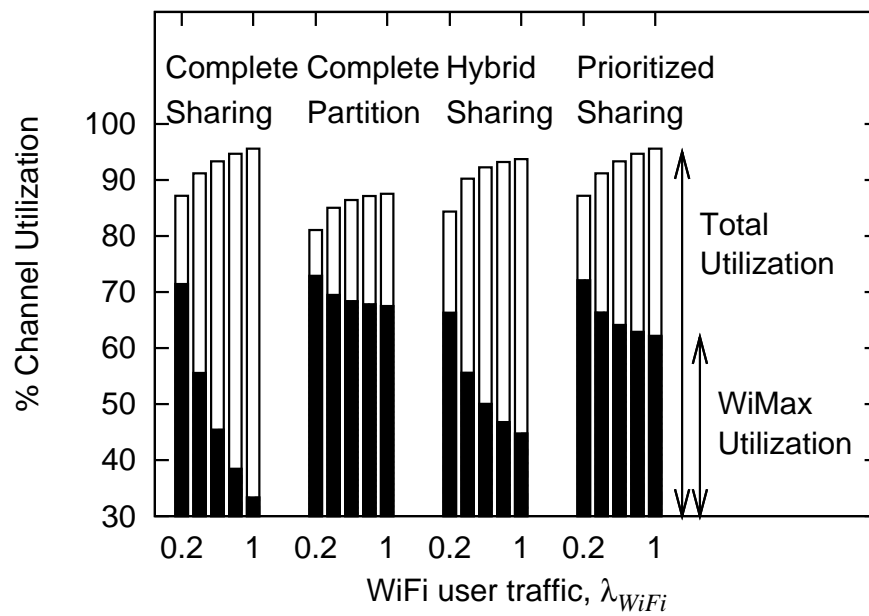 Complete Complete Hybrid Prioritized
Sharing Partition Sharing Sharing
100
90
80
70
60
50
40
30
% Channel Utilization
Total
Utilization
WiMax
Utilization
0.2 1 0.2 1 0.2 1 0.2 1
WiFi user traffic, λWiFi